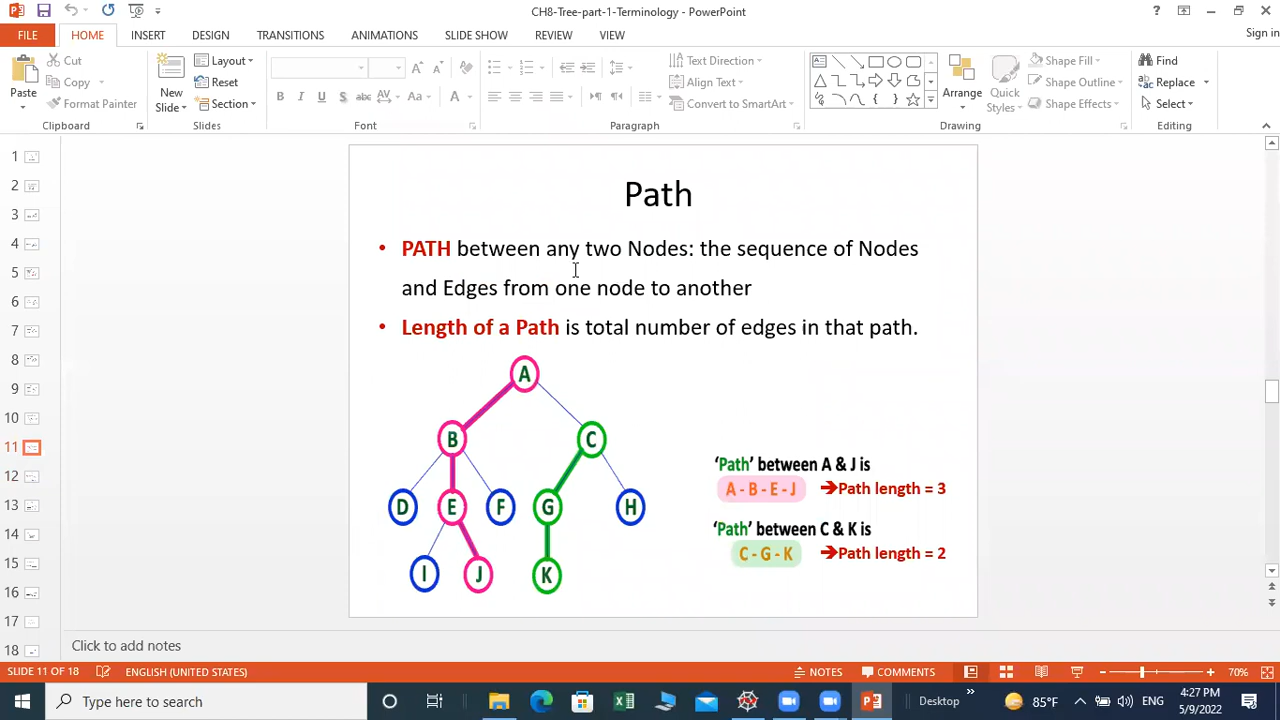 CH8-Tree-part-1-Terminology - PowerPoint
?
FILE HOME INSERT DESIGN TRANSITIONS ANIMATIONS SLIDE SHOW REVIEW VIEW Sign in
Paste
Cut
Copy
Format Painter
Clipboard
New
Slide
Layout
Reset
Section
Slides
B I U S abc AV Aa A
Font
Text Direction
Align Text
Convert to SmartArt
Paragraph
Arrange
Quick
Styles
Shape Fill
Shape Outline
Shape Effects
Drawing
Find
Replace
Select
Editing
1
2
3
4
5
6
7
8
9
10
11
12
13
14
15
16
17
18
Path
• PATH between any two Nodes: the sequence of Nodes
and Edges from one node to another
• Length of a Path is total number of edges in that path.
A
B C
D E F G H
I J K
‘Path’ between A & J is
A - B - E - J ➔Path length = 3
‘Path’ between C & K is
C - G - K ➔Path length = 2
Click to add notes
SLIDE 11 OF 18 ENGLISH (UNITED STATES) NOTES COMMENTS 70%
Type here to search
Desktop » 85°F ENG
4:27 PM
5/9/2022